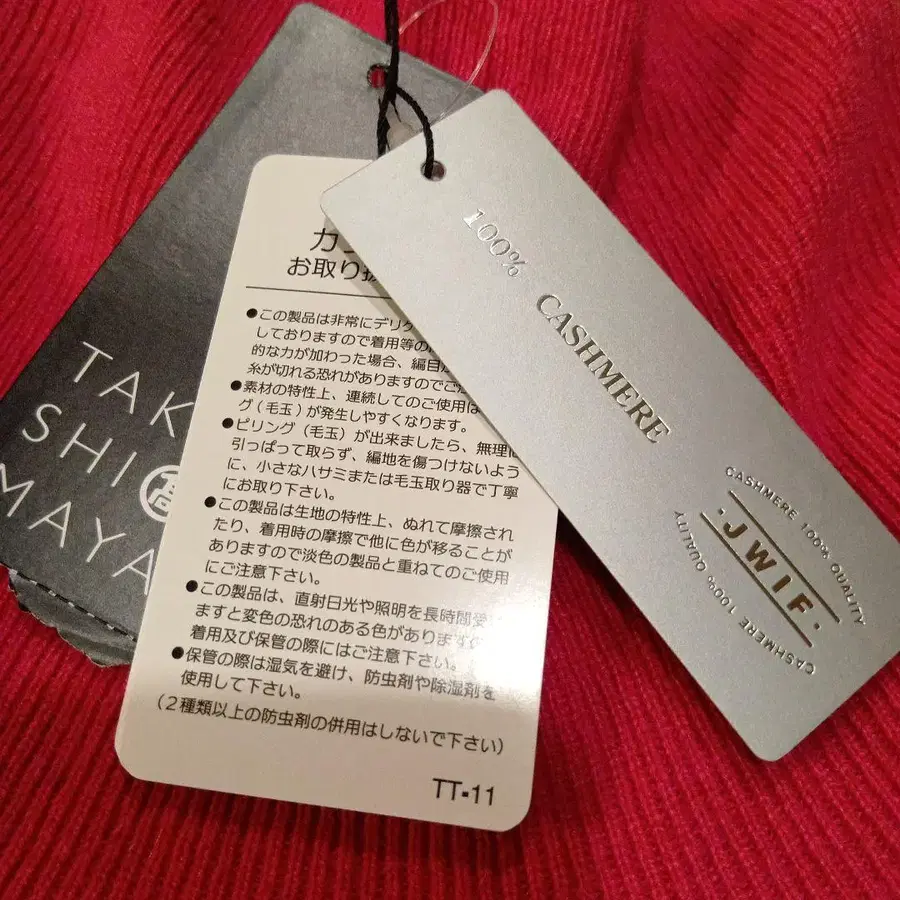 TAK
SHI 髙
MAYA
カ
お取り扱
●この製品は非常にデリケ
しておりますので着用等の
的な力が加わった場合、編目
糸が切れる恐れがありますのでご
●素材の特性上、連続してのご使用は
グ（毛玉）が発生しやすくなります。
●ピリング（毛玉）が出来ましたら、無理に
引っぱって取らず、編地を傷つけないよう
に、小さなハサミまたは毛玉取り器で丁寧
にお取り下さい。
●この製品は生地の特性上、ぬれて摩擦され
たり、着用時の摩擦で他に色が移ることが
ありますので淡色の製品と重ねてのご使用
にご注意下さい。
●この製品は、直射日光や照明を長時間受
ますと変色の恐れのある色があります
着用及び保管の際にはご注意下さい。
●保管の際は湿気を避け、防虫剤や除湿剤を
使用して下さい。
（２種類以上の防虫剤の併用はしないで下さい）
TT-11
100% CASHMERE
CASHMERE 100% QUALITY
・JWIF・
CASHMERE 100% QUALITY